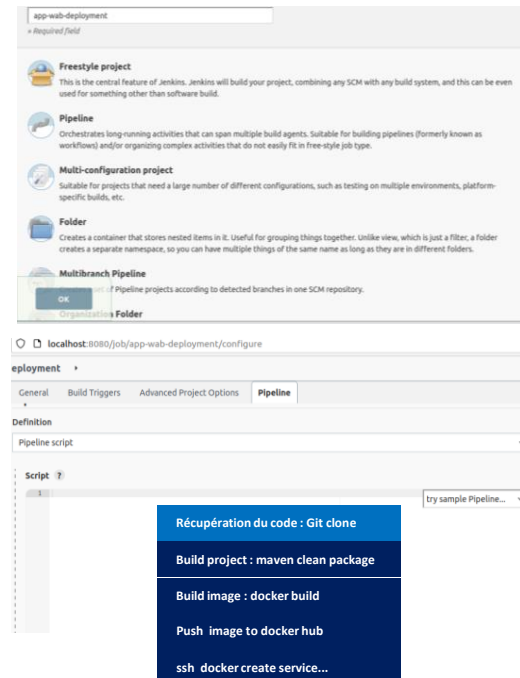 app-wab-deployment
» Required field
Freestyle project
This is the central feature of Jenkins. Jenkins will build your project, combining any SCM with any build system, and this can be even
used for something other than software build.
Pipeline
Orchestrates long-running activities that can span multiple build agents. Suitable for building pipelines (formerly known as
workflows) and/or organizing complex activities that do not easily fit in free-style job type.
Multi-configuration project
Suitable for projects that need a large number of different configurations, such as testing on multiple environments, platform-
specific builds, etc.
Folder
Creates a container that stores nested items in it. Useful for grouping things together. Unlike view, which is just a filter, a folder
creates a separate namespace, so you can have multiple things of the same name as long as they are in different folders.
Multibranch Pipeline
of Pipeline projects according to detected branches in one SCM repository.
OK
Organization Folder
localhost:8080/job/app-wab-deployment/configure
eployment
General Build Triggers Advanced Project Options Pipeline
Definition
Pipeline script
Script ?
1
try sample Pipeline...
Récupération du code : Git clone
Build project : maven clean package
Build image : docker build
Push image to docker hub
ssh docker create service...